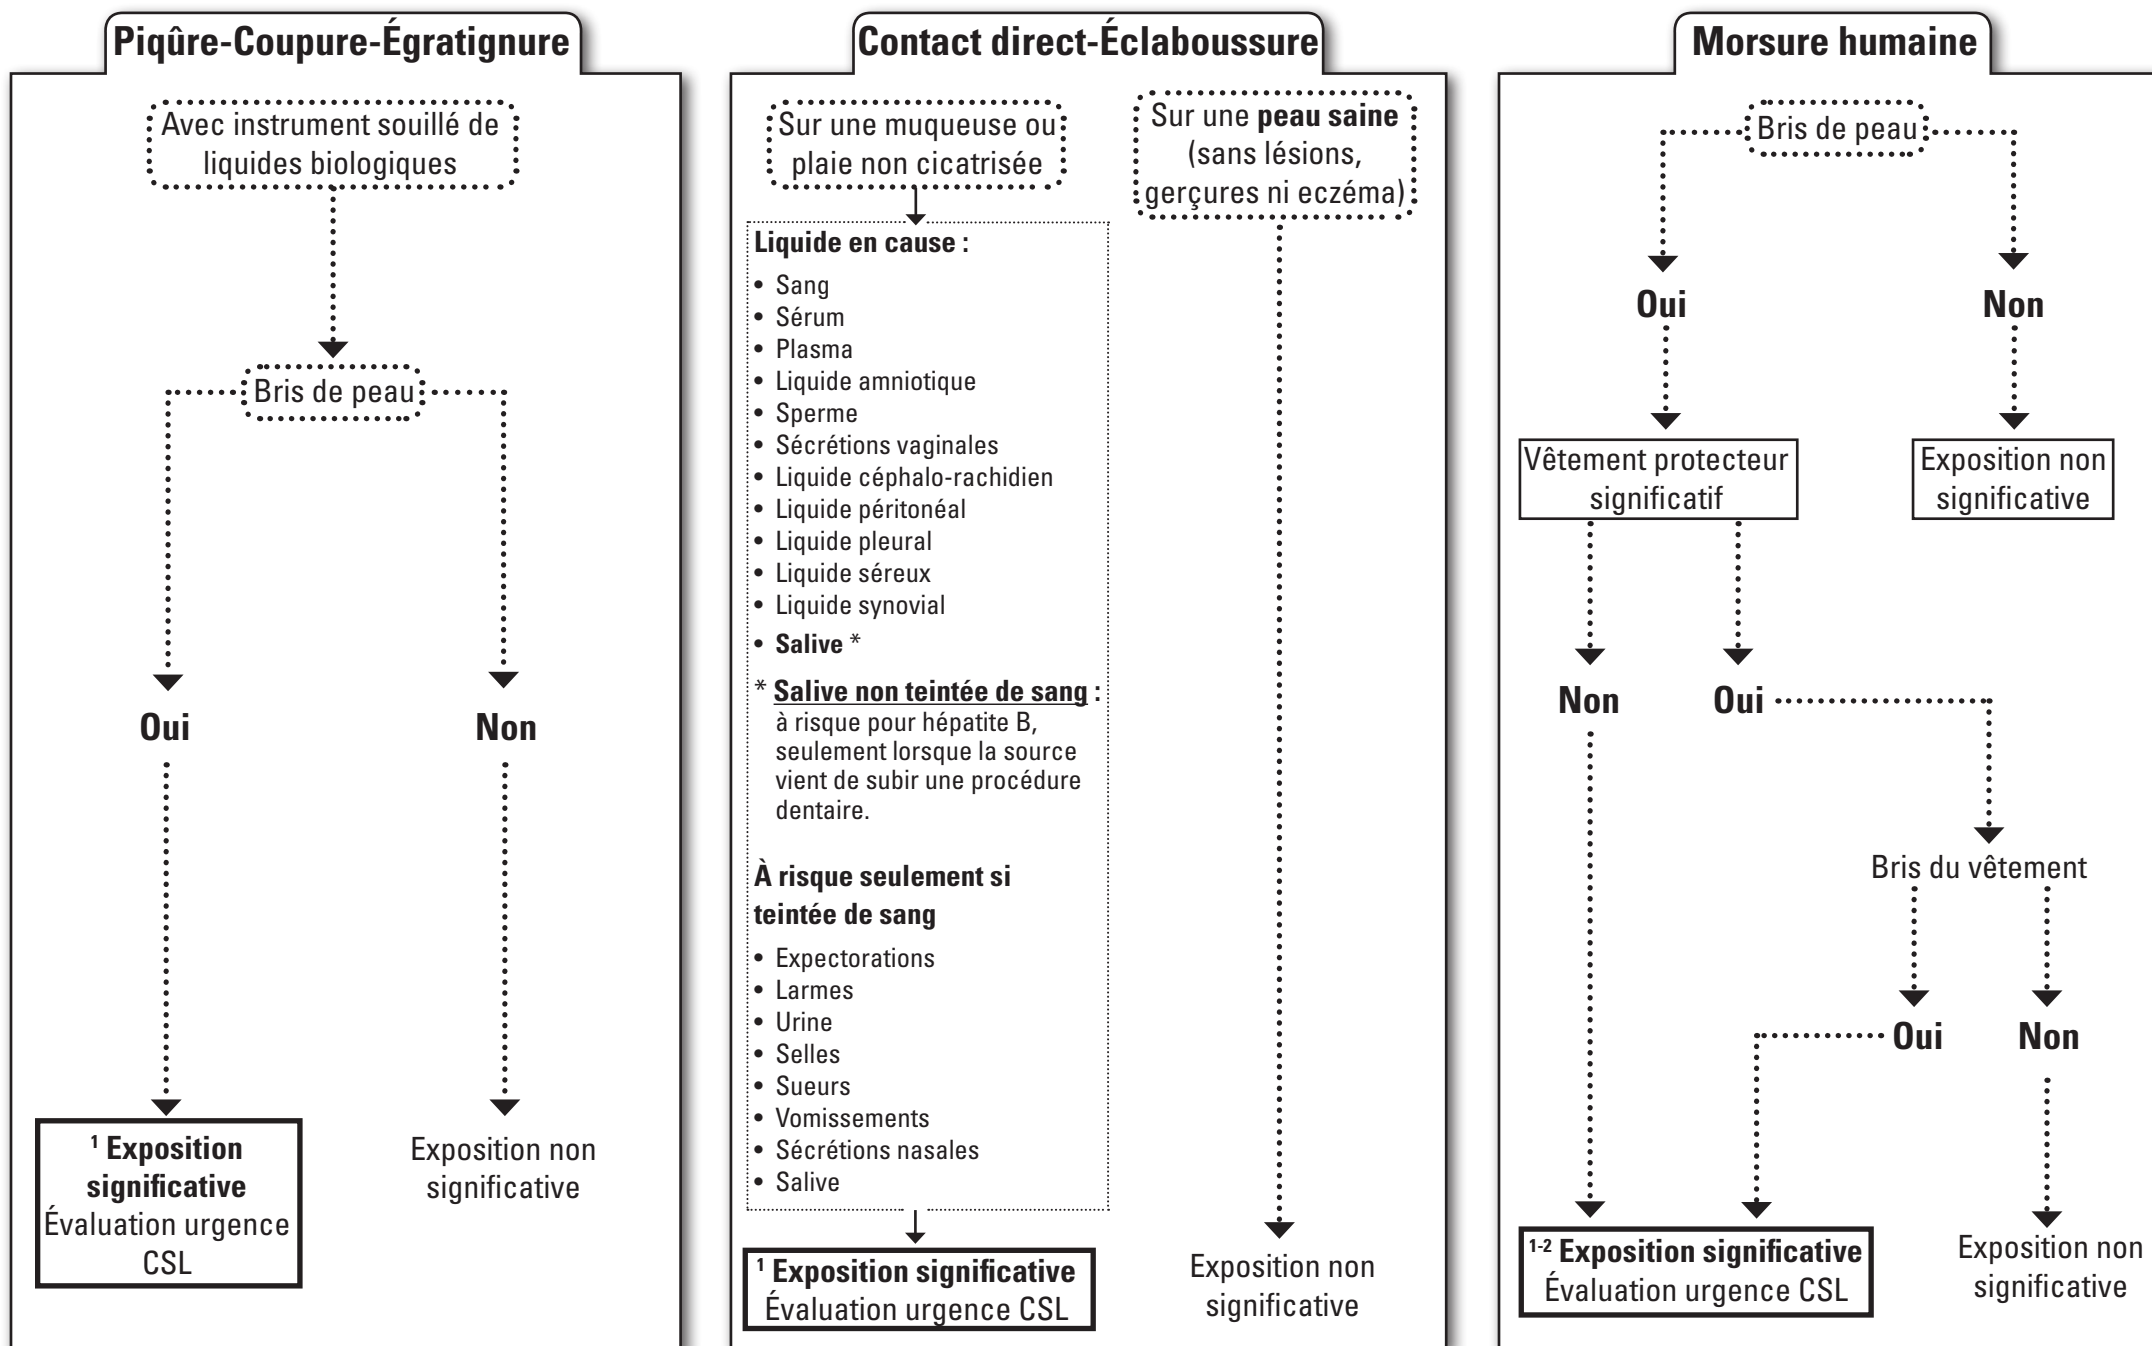 Piqûre-Coupure-Égratignure
Avec instrument souillé de
liquides biologiques
Bris de peau
Oui
Non
¹ Exposition
significative
Évaluation urgence
CSL
Exposition non
significative
Contact direct-Éclaboussure
Sur une muqueuse ou
plaie non cicatrisée
Liquide en cause :
• Sang
• Sérum
• Plasma
• Liquide amniotique
• Sperme
• Sécrétions vaginales
• Liquide céphalo-rachidien
• Liquide péritonéal
• Liquide pleural
• Liquide séreux
• Liquide synovial
• Salive *
* Salive non teintée de sang :
à risque pour hépatite B,
seulement lorsque la source
vient de subir une procédure
dentaire.
À risque seulement si
teintée de sang
• Expectorations
• Larmes
• Urine
• Selles
• Sueurs
• Vomissements
• Sécrétions nasales
• Salive
¹ Exposition significative
Évaluation urgence CSL
Sur une peau saine
(sans lésions,
gerçures ni eczéma)
Exposition non
significative
Morsure humaine
Bris de peau
Oui
Non
Vêtement protecteur
significatif
Exposition non
significative
Non
Oui
Bris du vêtement
Oui
Non
¹⁻² Exposition significative
Évaluation urgence CSL
Exposition non
significative